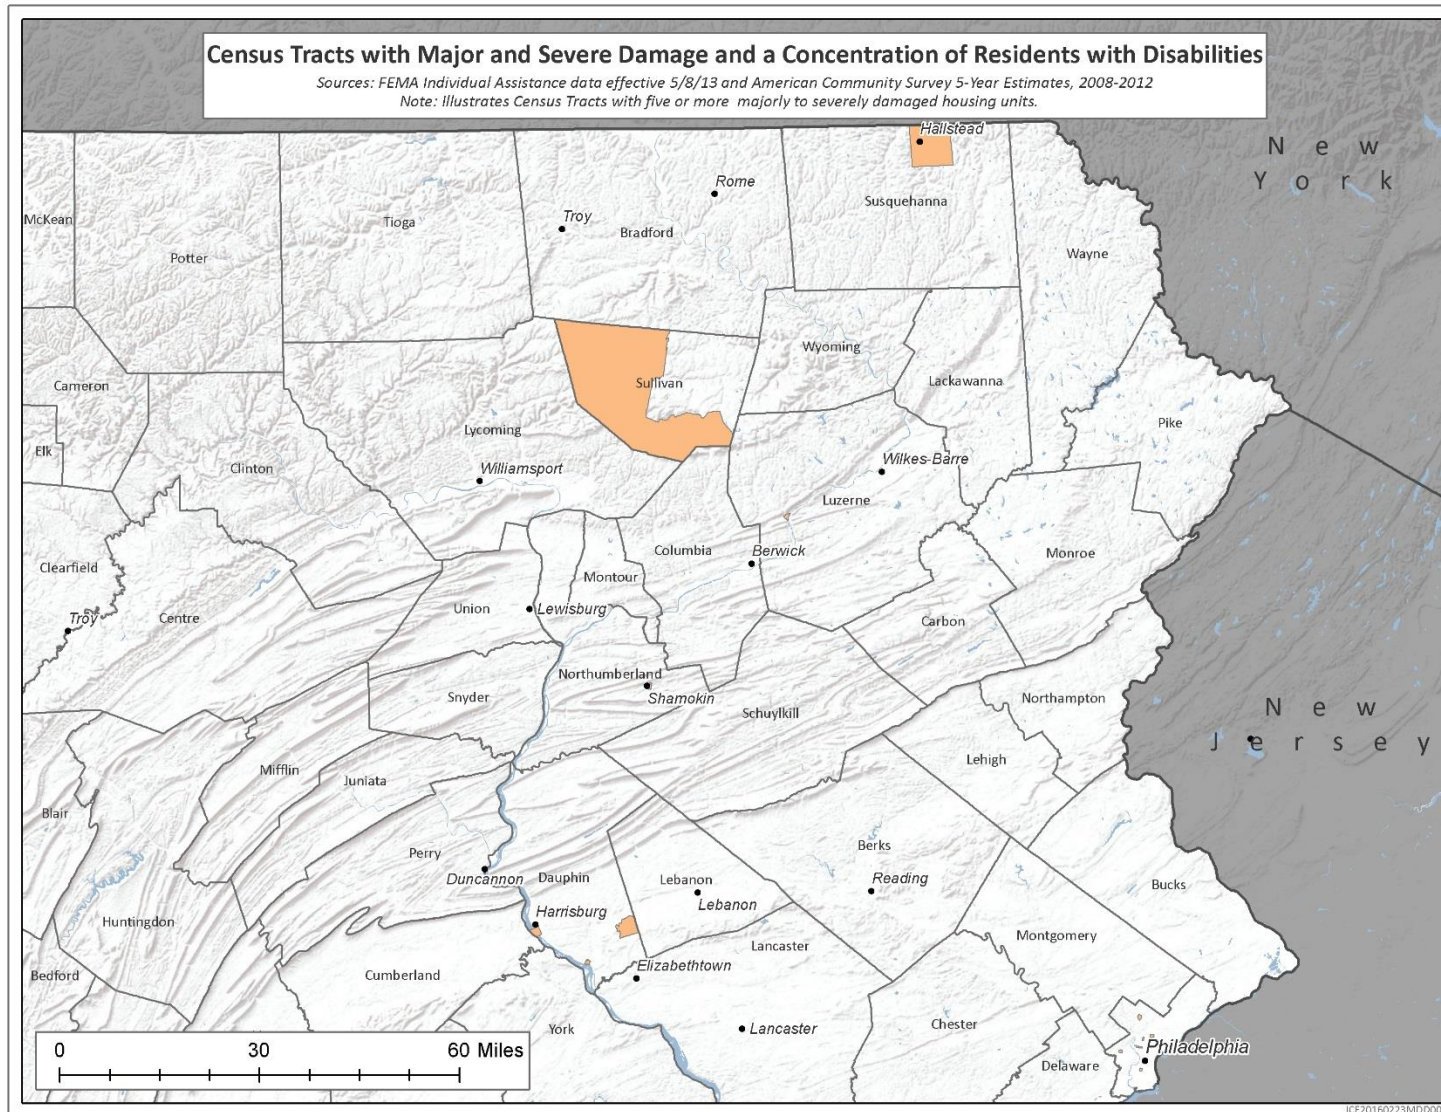 Census Tracts with Major and Severe Damage and a Concentration of Residents with Disabilities
Sources: FEMA Individual Assistance data effective 5/8/13 and American Community Survey 5-Year Estimates, 2008-2012
Note: Illustrates Census Tracts with five or more majorly to severely damaged housing units.
Hallstead
New
York
Rome
McKean
Tioga
Troy
Bradford
Susquehanna
Potter
Wayne
Wyoming
Cameron
Sullivan
Lackawanna
Pike
Elk
Lycoming
Clinton
Williamsport
Wilkes-Barre
Luzerne
Columbia
Berwick
Monroe
Clearfield
Montour
Troy
Centre
Union
Lewisburg
Carbon
Northumberland
Snyder
Shamokin
Northampton
Schuylkill
New
Jersey
Mifflin
Juniata
Lehigh
Blair
Perry
Berks
Duncannon
Dauphin
Lebanon
Reading
Bucks
Lebanon
Huntingdon
Harrisburg
Lancaster
Montgomery
Bedford
Cumberland
Elizabethtown
York
Lancaster
Chester
Philadelphia
Delaware
0 30 60 Miles